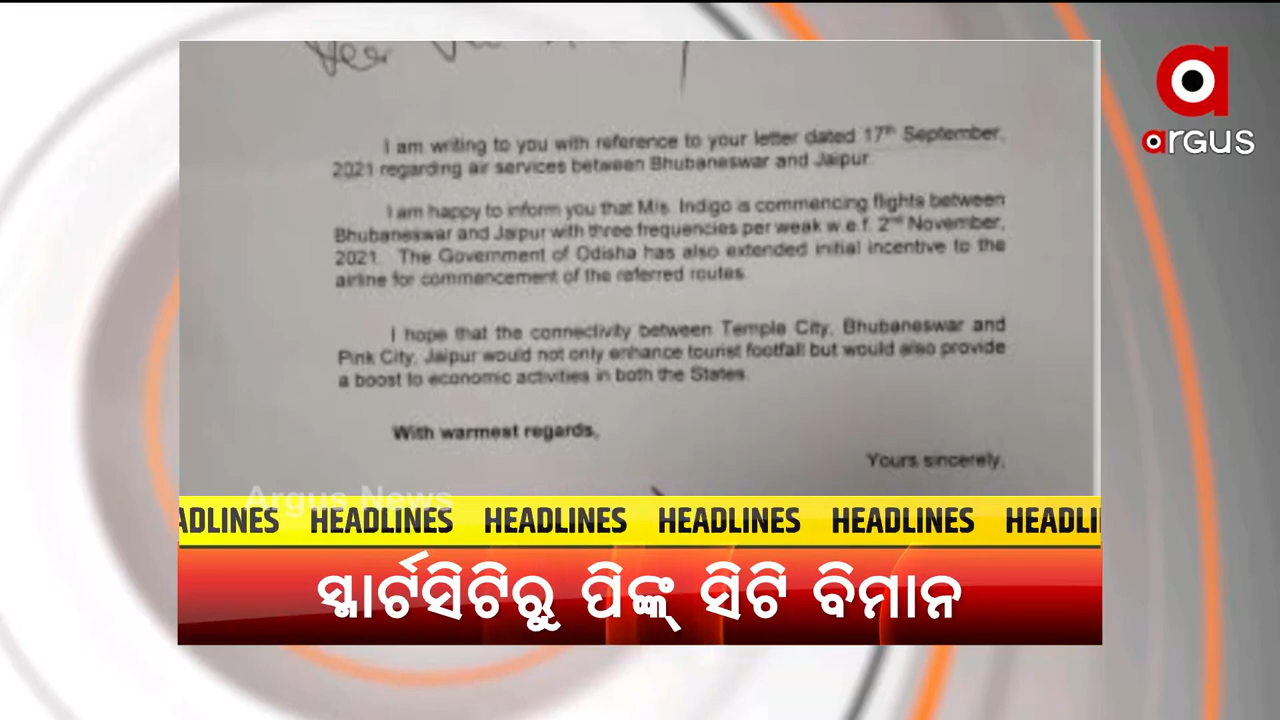 I am writing to you with reference to your letter dated 17th September,
2021 regarding air services between Bhubaneswar and Jaipur.
I am happy to inform you that M/s. Indigo is commencing flights between
Bhubaneswar and Jaipur with three frequencies per weak w.e.f. 2nd November,
2021. The Government of Odisha has also extended initial incentive to the
airline for commencement of the referred routes.
I hope that the connectivity between Temple City, Bhubaneswar and
Pink City, Jaipur would not only enhance tourist footfall but would also provide
a boost to economic activities in both the States.
With warmest regards,
Yours sincerely,
Argus News
ADLINES HEADLINES HEADLINES HEADLINES HEADLINES HEADLI
ସ୍ମାର୍ଟସିଟିରୁ ପିଙ୍କ୍ ସିଟି ବିମାନ
argus